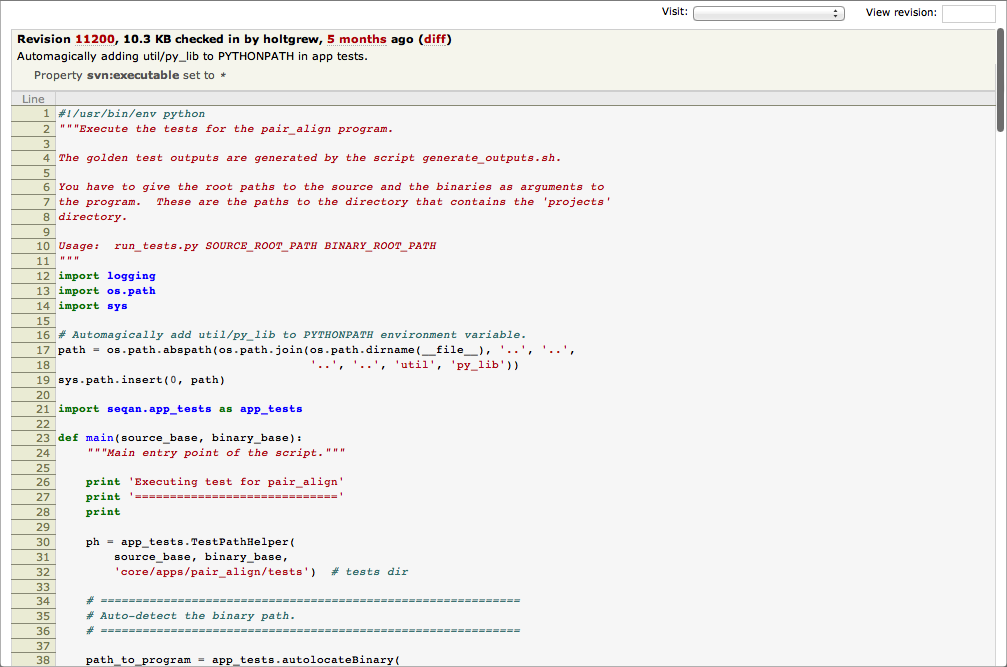 Visit:
View revision:
Revision 11200, 10.3 KB checked in by holtgrew, 5 months ago (diff)
Automagically adding util/py_lib to PYTHONPATH in app tests.
Property svn:executable set to *
Line
1 #!/usr/bin/env python
2 """Execute the tests for the pair_align program.
3
4 The golden test outputs are generated by the script generate_outputs.sh.
5
6 You have to give the root paths to the source and the binaries as arguments to
7 the program.  These are the paths to the directory that contains the 'projects'
8 directory.
9
10 Usage:  run_tests.py SOURCE_ROOT_PATH BINARY_ROOT_PATH
11 """
12 import logging
13 import os.path
14 import sys
15
16 # Automagically add util/py_lib to PYTHONPATH environment variable.
17 path = os.path.abspath(os.path.join(os.path.dirname(__file__), '..', '..',
18                                     '..', '..', 'util', 'py_lib'))
19 sys.path.insert(0, path)
20
21 import seqan.app_tests as app_tests
22
23 def main(source_base, binary_base):
24     """Main entry point of the script."""
25
26     print 'Executing test for pair_align'
27     print '============================='
28     print
29
30     ph = app_tests.TestPathHelper(
31         source_base, binary_base,
32         'core/apps/pair_align/tests')  # tests dir
33
34     # ============================================================
35     # Auto-detect the binary path.
36     # ============================================================
37
38     path_to_program = app_tests.autolocateBinary(